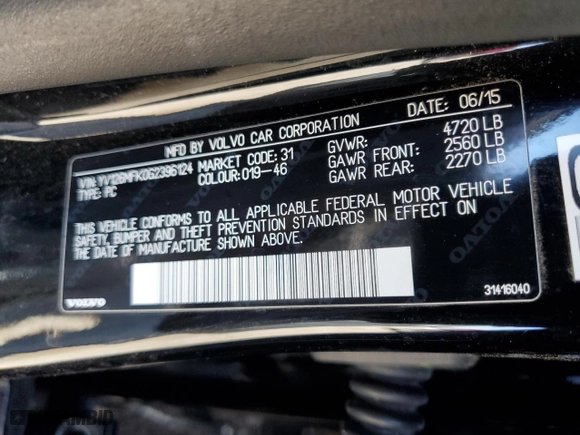 MFD BY VOLVO CAR CORPORATION DATE: 06/15
VIN: YV126MFK0G2396124 MARKET CODE: 31 GVWR: 4720 LB
TYPE: PC COLOUR: 019-46 GAWR FRONT: 2560 LB
GAWR REAR: 2270 LB
THIS VEHICLE CONFORMS TO ALL APPLICABLE FEDERAL MOTOR VEHICLE
SAFETY, BUMPER AND THEFT PREVENTION STANDARDS IN EFFECT ON
THE DATE OF MANUFACTURE SHOWN ABOVE.
VOLVO 31416040